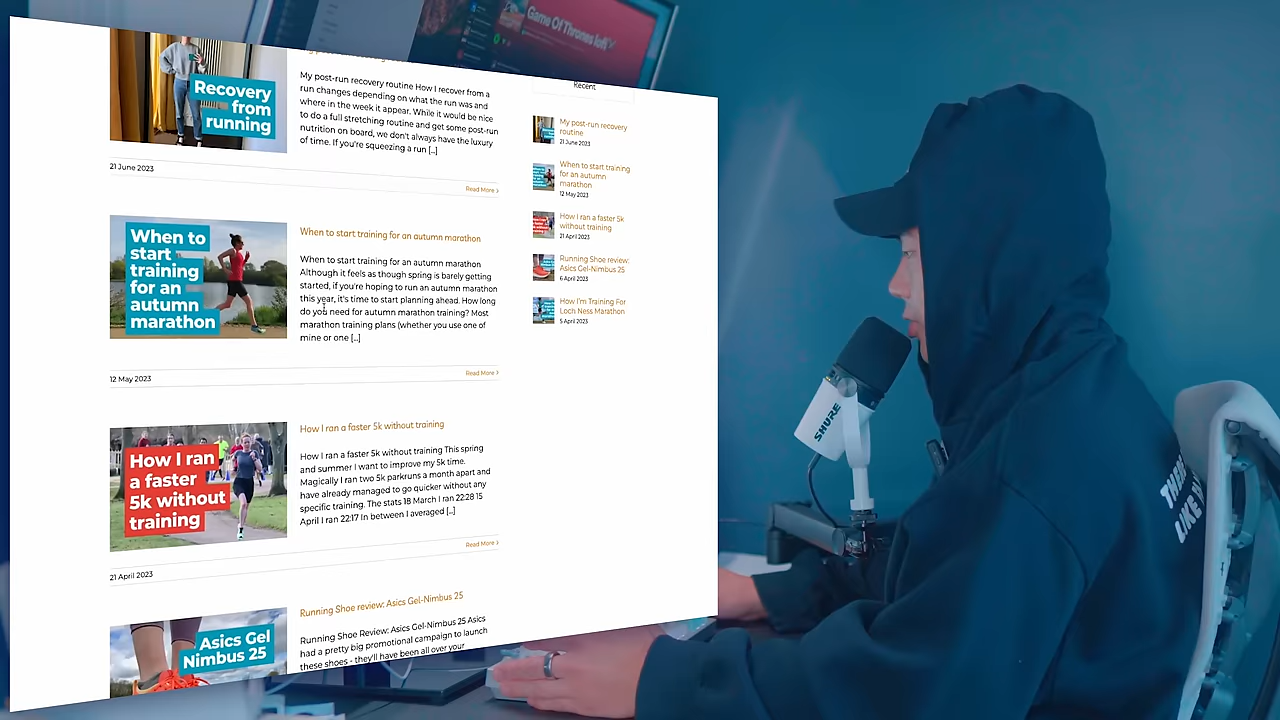 Game Of Thrones lofi
Recovery
from
running
My post-run recovery routine How I recover from a
run changes depending on what the run was and
where in the week it appear. While it would be nice
to do a full stretching routine and get some post-run
nutrition on board, we don't always have the luxury
of time. If you're squeezing a run [...]
21 June 2023
Read More >
When to
start
training
for an
autumn
marathon
When to start training for an autumn marathon
When to start training for an autumn marathon
Although it feels as though spring is barely getting
started, if you're hoping to run an autumn marathon
this year, it's time to start planning ahead. How long
do you need for autumn marathon training? Most
marathon training plans (whether you use one of
mine or one [...]
12 May 2023
Read More >
How I ran
a faster
5k without
training
How I ran a faster 5k without training
How I ran a faster 5k without training This spring
and summer I want to improve my 5k time.
Magically I ran two 5k parkruns a month apart and
have already managed to go quicker without any
specific training. The stats 18 March I ran 22:28 15
April I ran 22:17 In between I averaged [...]
21 April 2023
Read More >
Asics Gel
Nimbus 25
Running Shoe review: Asics Gel-Nimbus 25
Running Shoe Review: Asics Gel-Nimbus 25 Asics
had a pretty big promotional campaign to launch
these shoes - they'll have been all over your
Recent
My post-run recovery
routine
21 June 2023
When to start training
for an autumn
marathon
12 May 2023
How I ran a faster 5k
without training
21 April 2023
Running Shoe review:
Asics Gel-Nimbus 25
6 April 2023
How I'm Training For
Loch Ness Marathon
5 April 2023
SHURE
LIKE